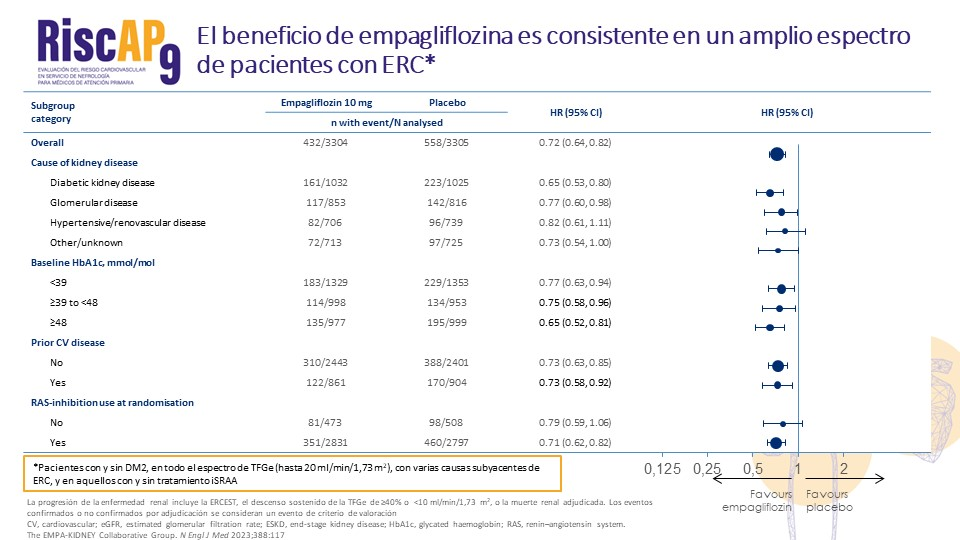 RiscAP9
EVALUACIÓN DEL RIESGO CARDIOVASCULAR
EN SERVICIO DE NEFROLOGÍA
PARA MÉDICOS DE ATENCIÓN PRIMARIA
El beneficio de empagliflozina es consistente en un amplio espectro
de pacientes con ERC*
Subgroup category Empagliflozin 10 mg Placebo HR (95% CI) HR (95% CI)
n with event/N analysed
Overall 432/3304 558/3305 0.72 (0.64, 0.82)
Cause of kidney disease
Diabetic kidney disease 161/1032 223/1025 0.65 (0.53, 0.80)
Glomerular disease 117/853 142/816 0.77 (0.60, 0.98)
Hypertensive/renovascular disease 82/706 96/739 0.82 (0.61, 1.11)
Other/unknown 72/713 97/725 0.73 (0.54, 1.00)
Baseline HbA1c, mmol/mol
<39 183/1329 229/1353 0.77 (0.63, 0.94)
≥39 to <48 114/998 134/953 0.75 (0.58, 0.96)
≥48 135/977 195/999 0.65 (0.52, 0.81)
Prior CV disease
No 310/2443 388/2401 0.73 (0.63, 0.85)
Yes 122/861 170/904 0.73 (0.58, 0.92)
RAS-inhibition use at randomisation
No 81/473 98/508 0.79 (0.59, 1.06)
Yes 351/2831 460/2797 0.71 (0.62, 0.82)
*Pacientes con y sin DM2, en todo el espectro de TFGe (hasta 20 ml/min/1,73 m²), con varias causas subyacentes de
ERC, y en aquellos con y sin tratamiento iSRAA
0,125 0,25 0,5 1 2
Favours Favours
empagliflozin placebo
La progresión de la enfermedad renal incluye la ERCEST, el descenso sostenido de la TFGe de ≥40% o <10 ml/min/1,73 m², o la muerte renal adjudicada. Los eventos
confirmados o no confirmados por adjudicación se consideran un evento de criterio de valoración
CV, cardiovascular; eGFR, estimated glomerular filtration rate; ESKD, end-stage kidney disease; HbA1c, glycated haemoglobin; RAS, renin–angiotensin system.
The EMPA-KIDNEY Collaborative Group. N Engl J Med 2023;388:117